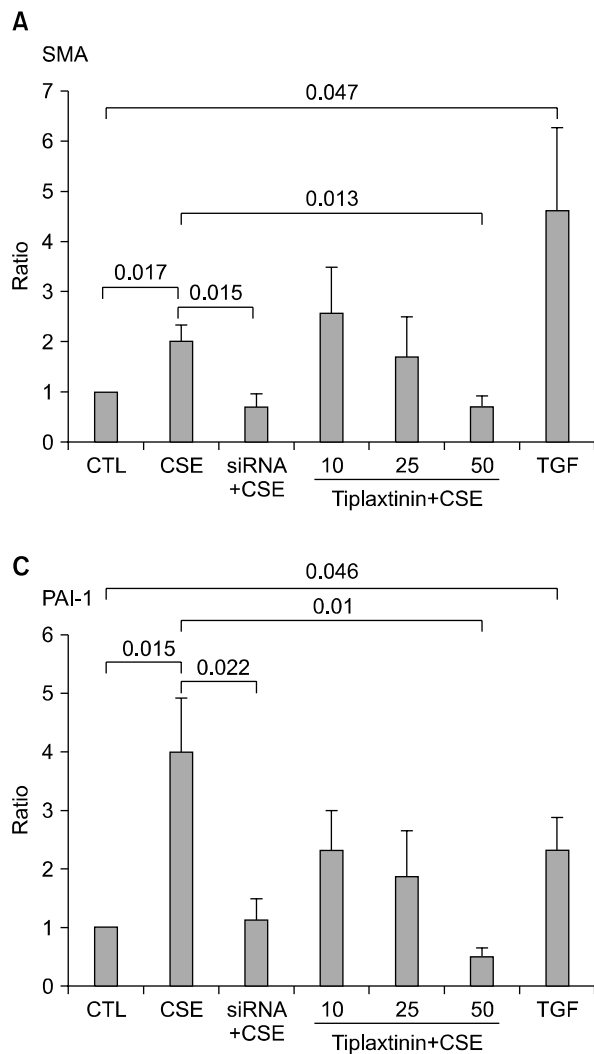 A
SMA
7
6
5
4
3
2
1
0
Ratio
0.047
0.013
0.017
0.015
CTL CSE siRNA +CSE 10 25 50 TGF
Tiplaxtinin+CSE
C
PAI-1
6
5
4
3
2
1
0
Ratio
0.046
0.01
0.015
0.022
CTL CSE siRNA +CSE 10 25 50 TGF
Tiplaxtinin+CSE